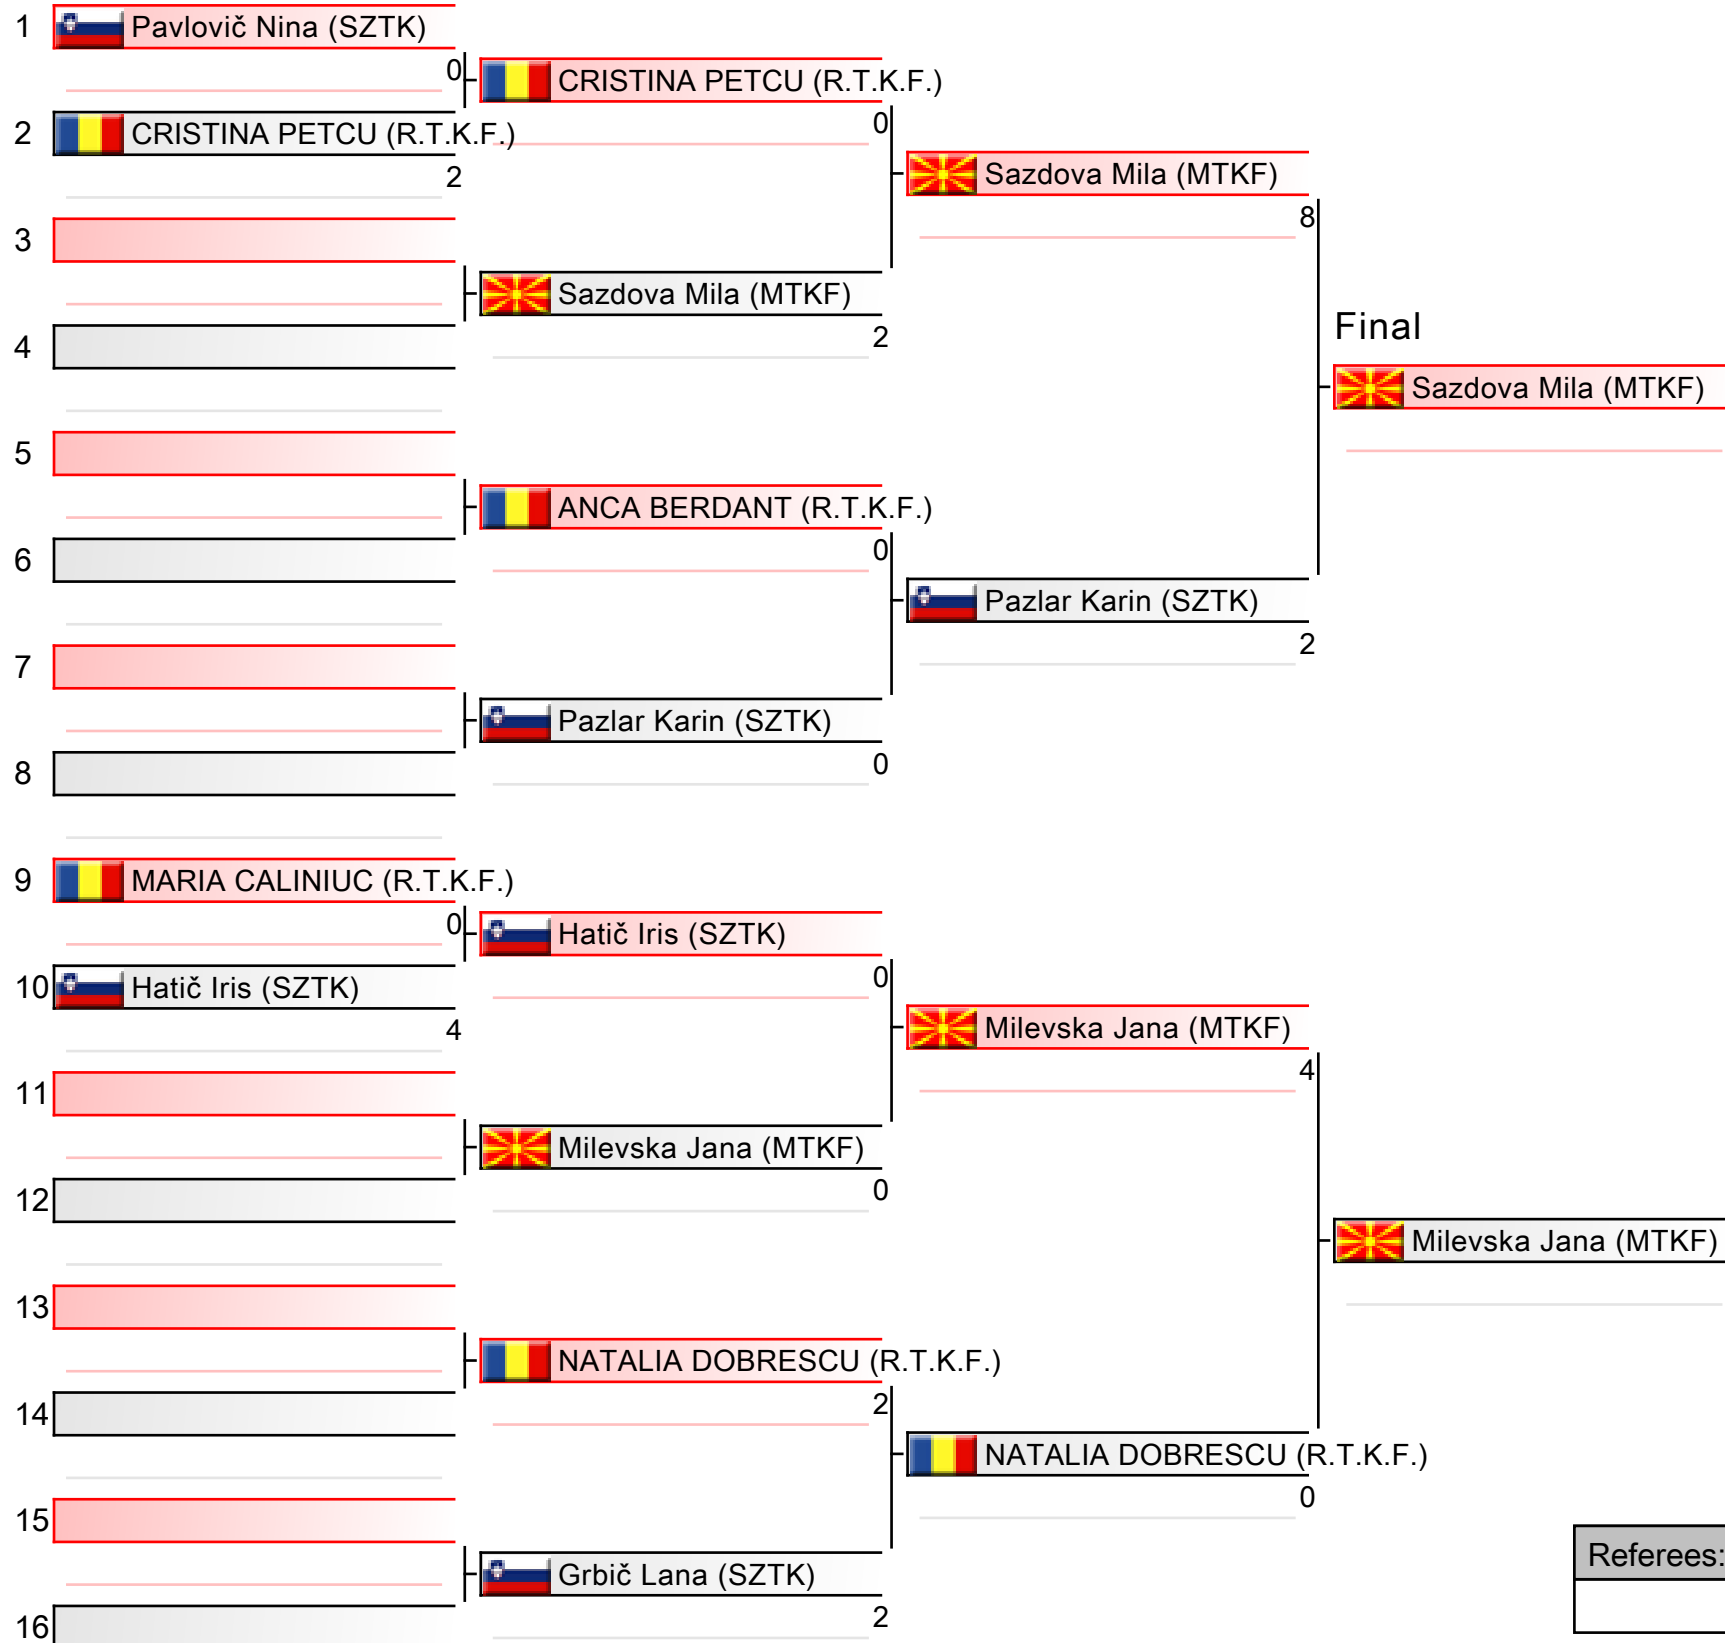 1 Pavlovič Nina (SZTK)
0
CRISTINA PETCU (R.T.K.F.)
0
2 CRISTINA PETCU (R.T.K.F.)
2
Sazdova Mila (MTKF)
8
3
Sazdova Mila (MTKF)
2
4
Final
Sazdova Mila (MTKF)
5
ANCA BERDANT (R.T.K.F.)
0
6
Pazlar Karin (SZTK)
2
7
Pazlar Karin (SZTK)
0
8
9 MARIA CALINIUC (R.T.K.F.)
0
Hatič Iris (SZTK)
0
10 Hatič Iris (SZTK)
4
Milevska Jana (MTKF)
4
11
Milevska Jana (MTKF)
0
12
Milevska Jana (MTKF)
13
NATALIA DOBRESCU (R.T.K.F.)
2
14
NATALIA DOBRESCU (R.T.K.F.)
0
15
Grbič Lana (SZTK)
2
16
Referees: